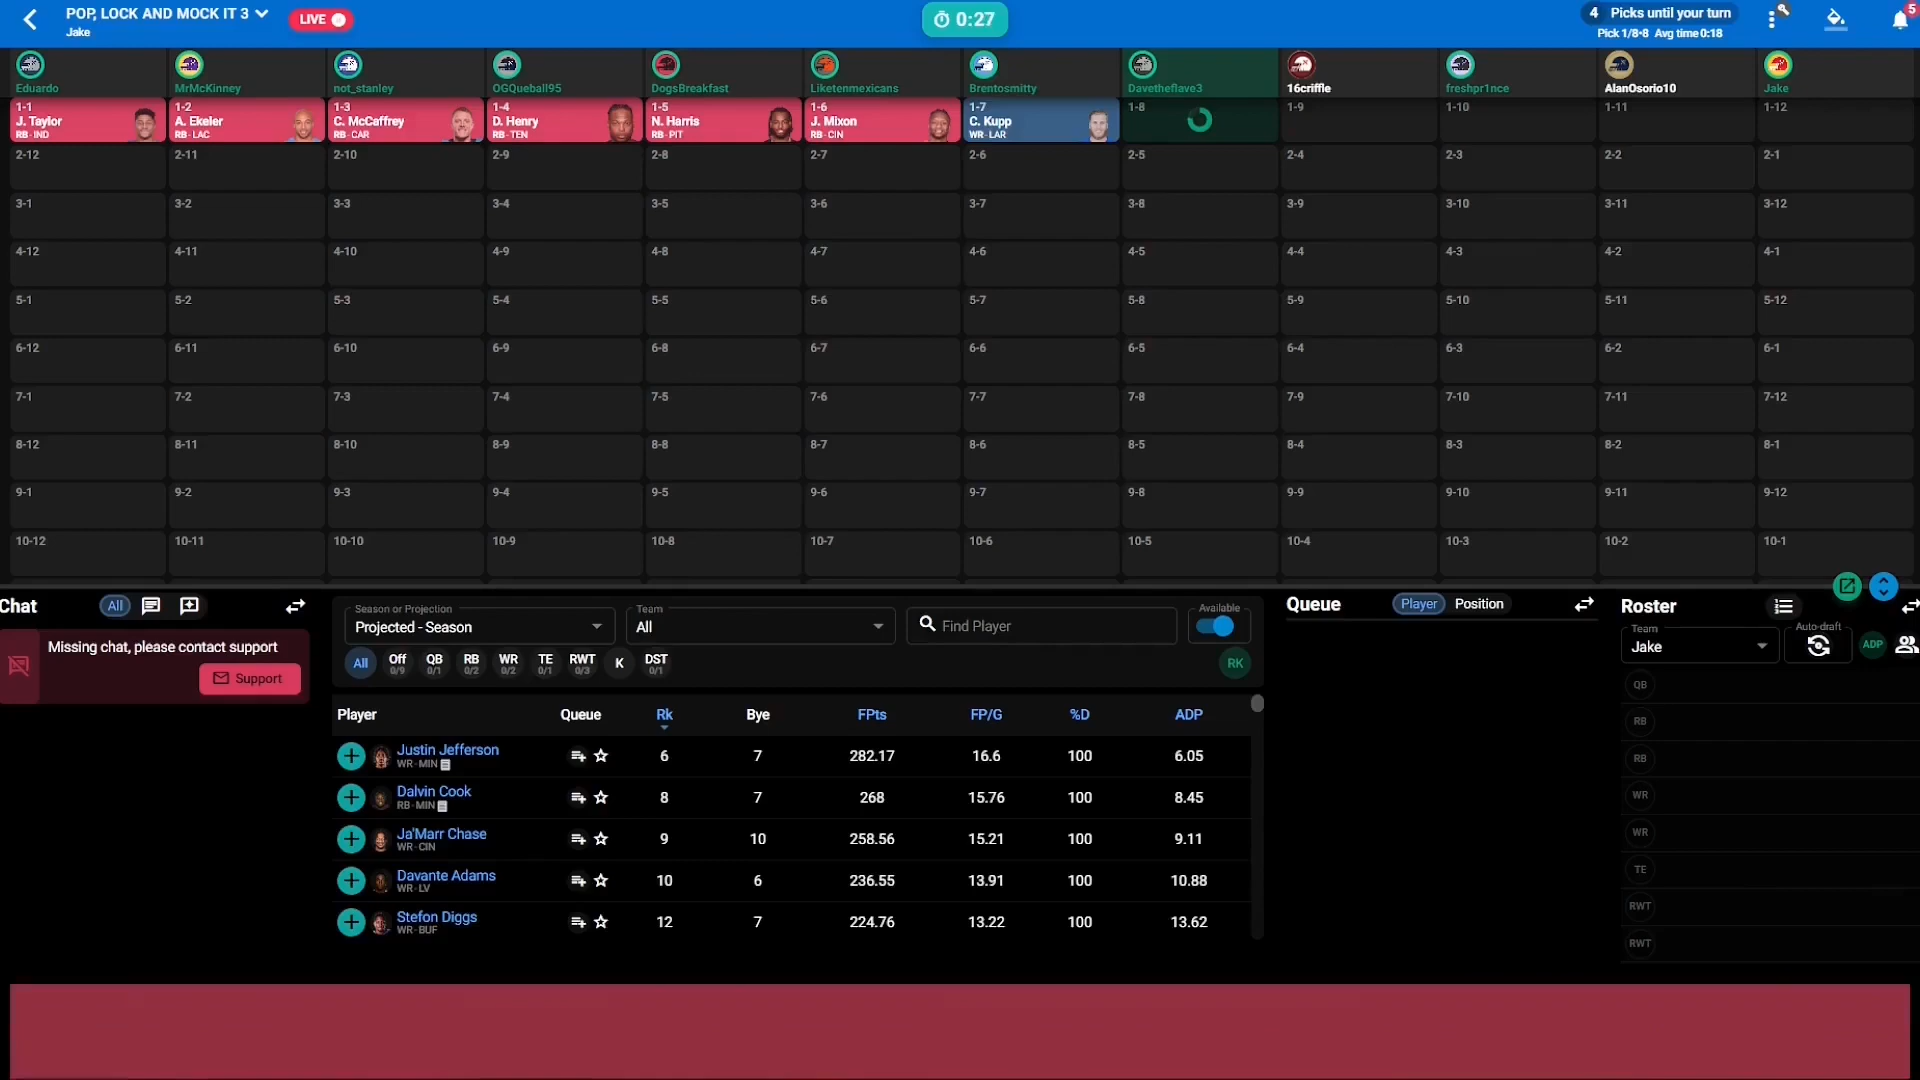 POP, LOCK AND MOCK IT 3
Jake
LIVE
0:27
4 Picks until your turn
Pick 1/8•8 Avg time0:18
5
Eduardo
MrMcKinney
not_stanley
OGQueball95
DogsBreakfast
Liketenmexicans
Brentosmitty
Davetheflave3
16criffle
freshpr1nce
AlanOsorio10
Jake
1-1
J. Taylor
RB-IND
1-2
A. Ekeler
RB-LAC
1-3
C. McCaffrey
RB-CAR
1-4
D. Henry
RB-TEN
1-5
N. Harris
RB-PIT
1-6
J. Mixon
RB-CIN
1-7
C. Kupp
WR-LAR
1-8
1-9
1-10
1-11
1-12
2-12 2-11 2-10 2-9 2-8 2-7 2-6 2-5 2-4 2-3 2-2 2-1
3-1 3-2 3-3 3-4 3-5 3-6 3-7 3-8 3-9 3-10 3-11 3-12
4-12 4-11 4-10 4-9 4-8 4-7 4-6 4-5 4-4 4-3 4-2 4-1
5-1 5-2 5-3 5-4 5-5 5-6 5-7 5-8 5-9 5-10 5-11 5-12
6-12 6-11 6-10 6-9 6-8 6-7 6-6 6-5 6-4 6-3 6-2 6-1
7-1 7-2 7-3 7-4 7-5 7-6 7-7 7-8 7-9 7-10 7-11 7-12
8-12 8-11 8-10 8-9 8-8 8-7 8-6 8-5 8-4 8-3 8-2 8-1
9-1 9-2 9-3 9-4 9-5 9-6 9-7 9-8 9-9 9-10 9-11 9-12
10-12 10-11 10-10 10-9 10-8 10-7 10-6 10-5 10-4 10-3 10-2 10-1
Chat
All
Missing chat, please contact support
Support
Season or Projection
Projected - Season
Team
All
Find Player
Available
All
Off
0/9
QB
0/1
RB
0/2
WR
0/2
TE
0/1
RWT
0/3
K
DST
0/1
RK
Player Queue Rk Bye FPts FP/G %D ADP
Justin Jefferson
WR-MIN
6 7 282.17 16.6 100 6.05
Dalvin Cook
RB-MIN
8 7 268 15.76 100 8.45
Ja'Marr Chase
WR-CIN
9 10 258.56 15.21 100 9.11
Davante Adams
WR-LV
10 6 236.55 13.91 100 10.88
Stefon Diggs
WR-BUF
12 7 224.76 13.22 100 13.62
Queue
Player
Position
Roster
Team
Jake
Auto-draft
ADP
QB
RB
RB
WR
WR
TE
RWT
RWT